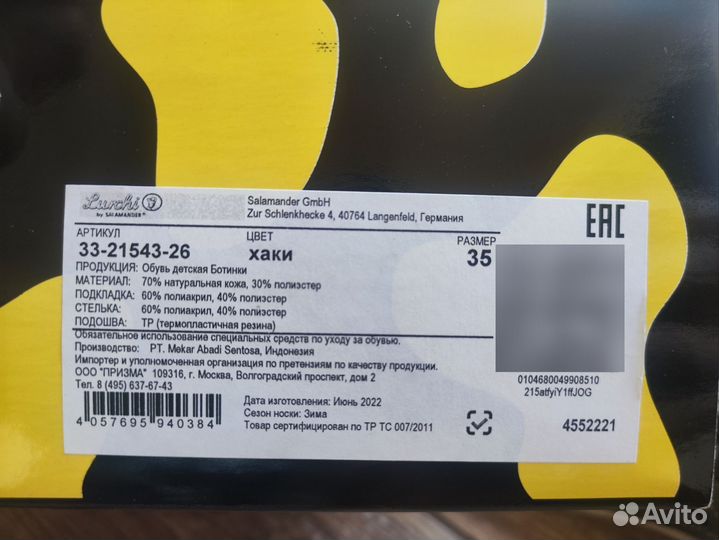 Lurchi
by SALAMANDER®
Salamander GmbH
Zur Schlenkhecke 4, 40764 Langenfeld, Германия
EAC
АРТИКУЛ ЦВЕТ РАЗМЕР
33-21543-26 хаки 35
ПРОДУКЦИЯ: Обувь детская Ботинки
МАТЕРИАЛ: 70% натуральная кожа, 30% полиэстер
ПОДКЛАДКА: 60% полиакрил, 40% полиэстер
СТЕЛЬКА: 60% полиакрил, 40% полиэстер
ПОДОШВА: ТР (термопластичная резина)
Обязательное использование специальных средств по уходу за обувью.
Производство: PT. Mekar Abadi Sentosa, Индонезия
Импортер и уполномоченная организация по претензиям по качеству продукции.
ООО "ПРИЗМА" 109316, г. Москва, Волгоградский проспект, дом 2
Тел. 8 (495) 637-67-43
0104680049908510
215atfyiY1ffJOG
Дата изготовления: Июнь 2022
Сезон носки: Зима
Товар сертифицирован по ТР ТС 007/2011
4 057695 940384
4552221
Avito